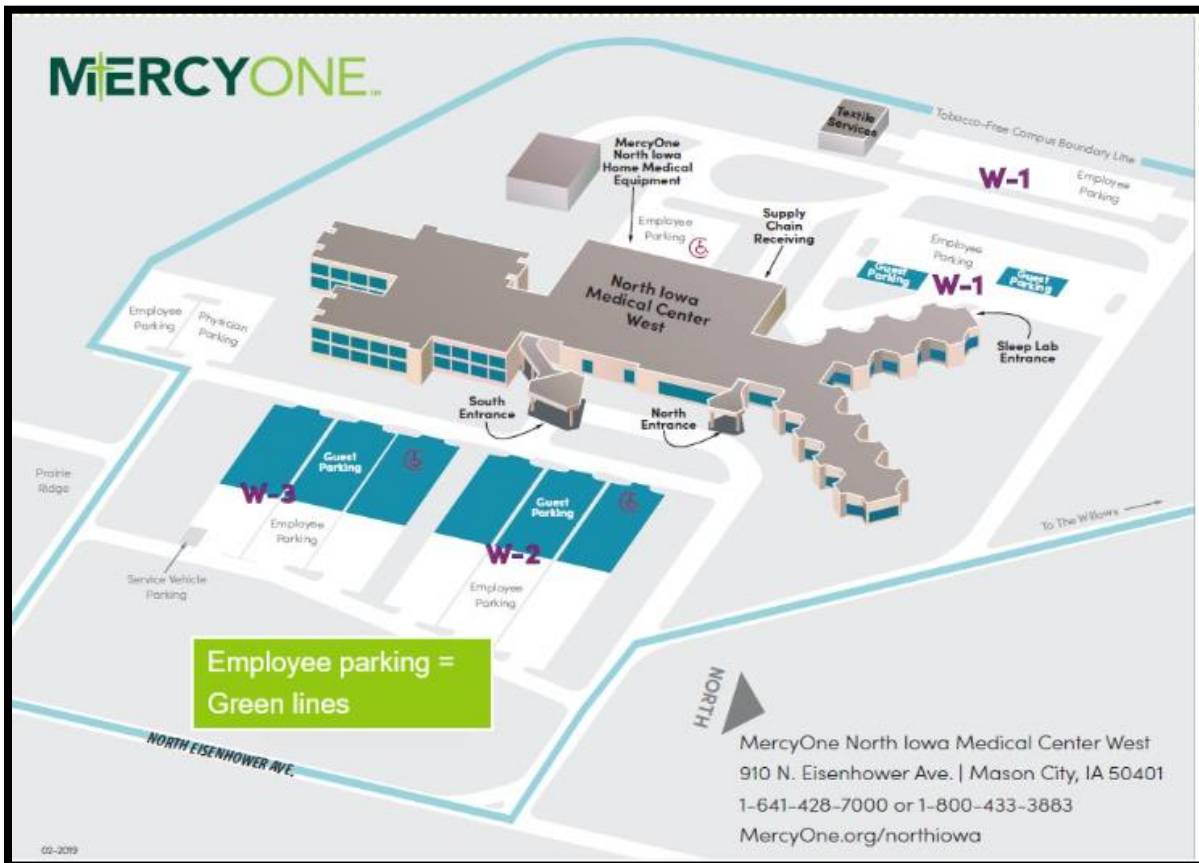 MERCYONE
Textile
Services
Tobacco-Free Campus Boundary Line
MercyOne
North Iowa
Home Medical
Equipment
W-1
Employee
Parking
Employee
Parking
Supply
Chain
Receiving
Employee
Parking
Guest
Parking
W-1
Guest
Parking
North Iowa
Medical Center
West
Employee
Parking
Physician
Parking
Sleep Lab
Entrance
South
Entrance
North
Entrance
Guest
Parking
Guest
Parking
Prairie
Ridge
W-3
Employee
Parking
W-2
Employee
Parking
To The Willows
Service Vehicle
Parking
Employee parking =
Green lines
NORTH
NORTH EISENHOWER AVE.
MercyOne North Iowa Medical Center West
910 N. Eisenhower Ave. | Mason City, IA 50401
1-641-428-7000 or 1-800-433-3883
MercyOne.org/northiowa
02-2019